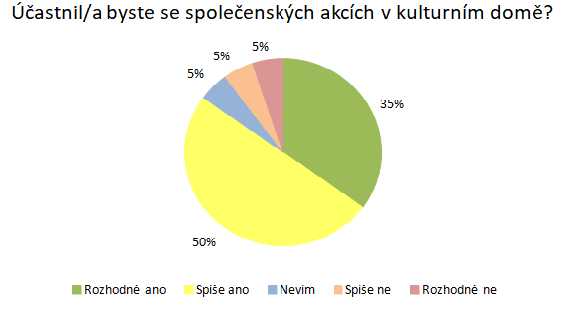 Účastnil/a byste se společenských akcích v kulturním domě?
5%
5%
5%
35%
50%
Rozhodně ano Spíše ano Nevím Spíše ne Rozhodně ne